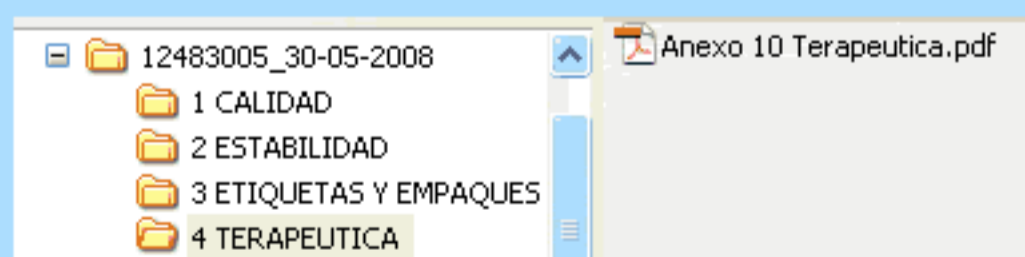 12483005_30-05-2008
1 CALIDAD
2 ESTABILIDAD
3 ETIQUETAS Y EMPAQUES
4 TERAPEUTICA
Anexo 10 Terapeutica.pdf